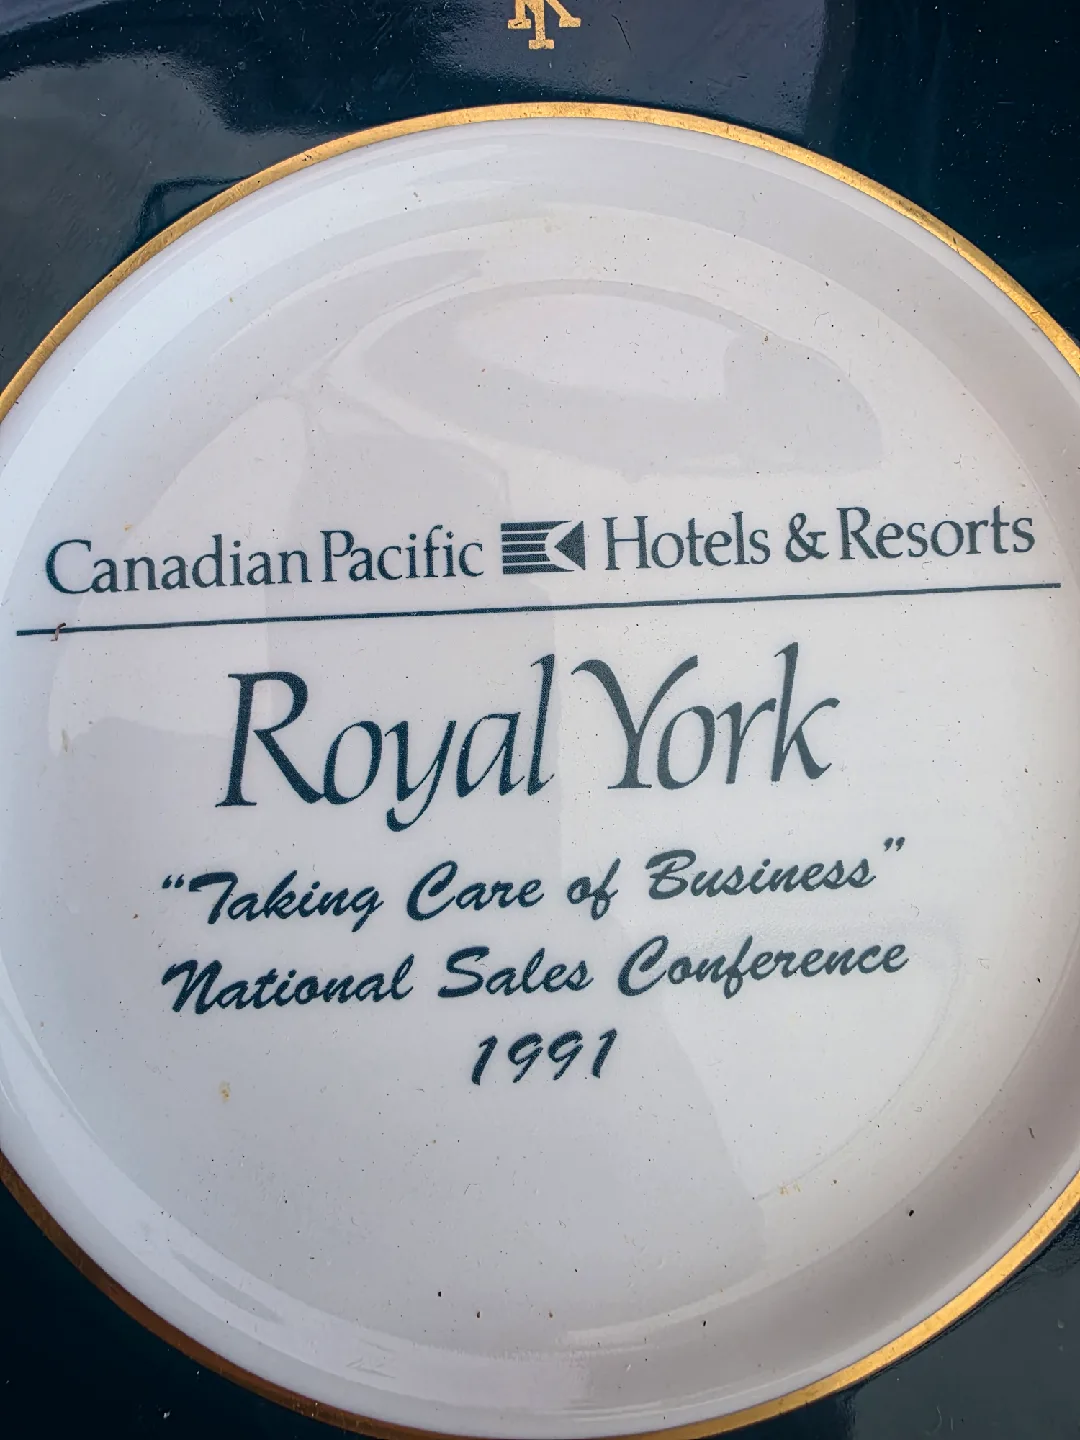 Canadian Pacific Hotels & Resorts
Royal York
“Taking Care of Business”
National Sales Conference
1991